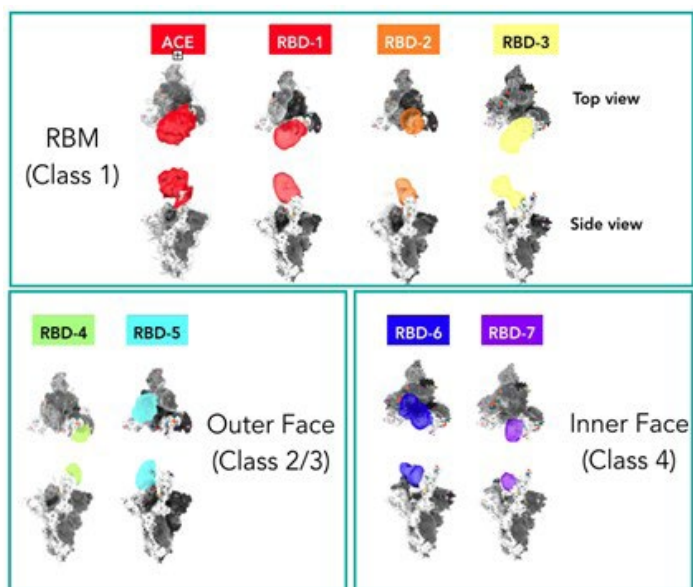 ACE RBD-1 RBD-2 RBD-3
Top view
RBM
(Class 1)
Side view
RBD-4 RBD-5
Outer Face
(Class 2/3)
RBD-6 RBD-7
Inner Face
(Class 4)